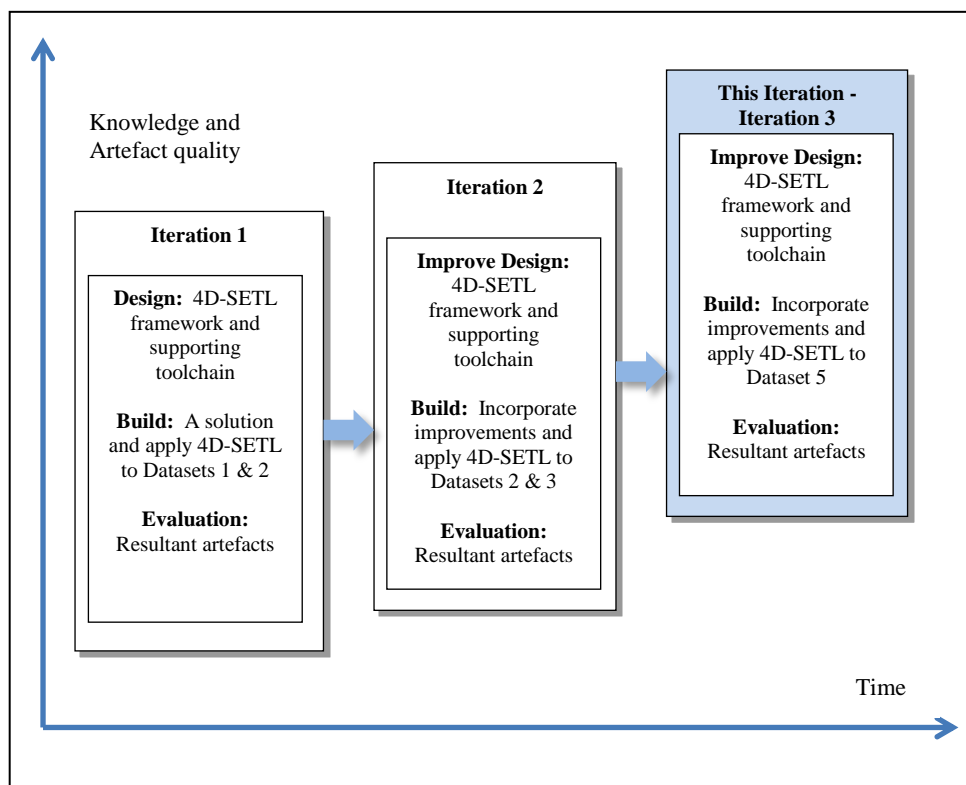 Knowledge and
Artefact quality
Iteration 1
Design: 4D-SETL
framework and
supporting
toolchain
Build: A solution
and apply 4D-SETL
to Datasets 1 & 2
Evaluation:
Resultant artefacts
Iteration 2
Improve Design:
4D-SETL
framework and
supporting
toolchain
Build: Incorporate
improvements and
apply 4D-SETL to
Datasets 2 & 3
Evaluation:
Resultant artefacts
This Iteration -
Iteration 3
Improve Design:
4D-SETL
framework and
supporting
toolchain
Build: Incorporate
improvements and
apply 4D-SETL to
Dataset 5
Evaluation:
Resultant artefacts
Time